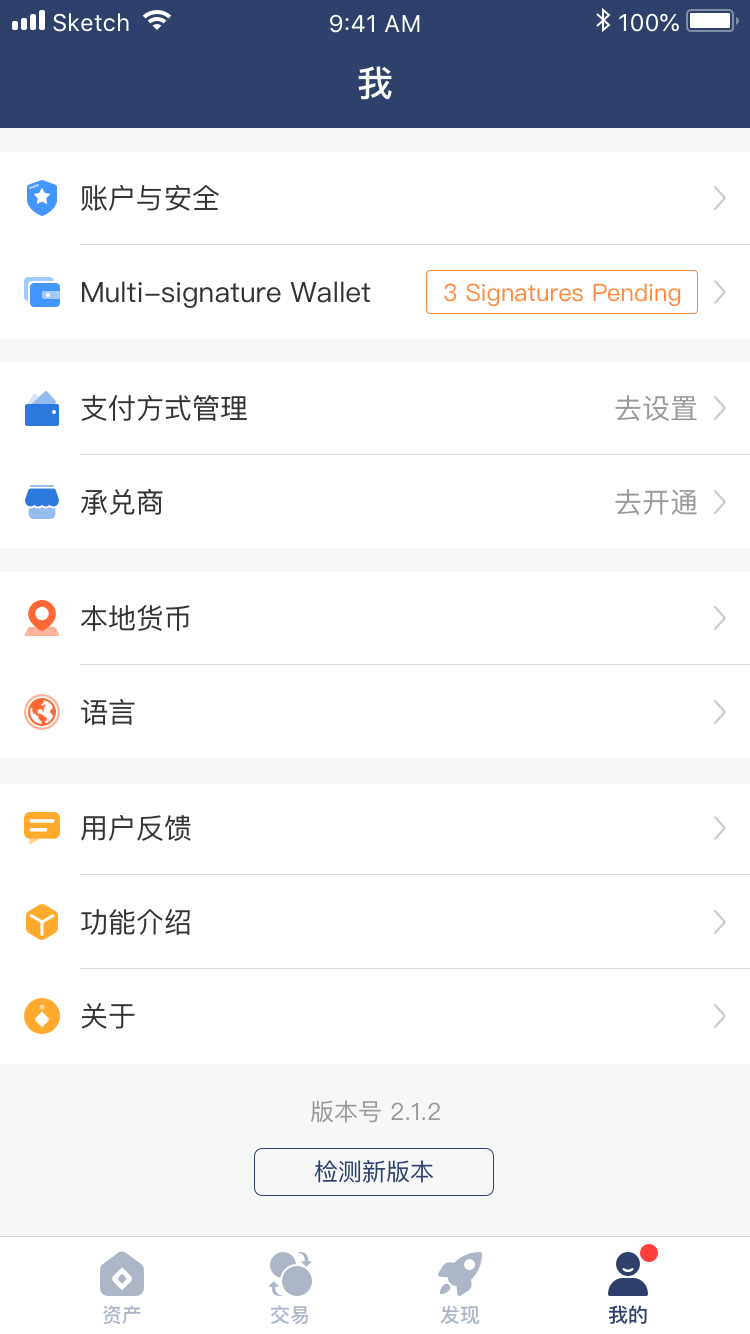 Sketch 9:41 AM 100%
我
账户与安全
Multi-signature Wallet 3 Signatures Pending
支付方式管理 去设置
承兑商 去开通
本地货币
语言
用户反馈
功能介绍
关于
版本号 2.1.2
检测新版本
资产 交易 发现 我的